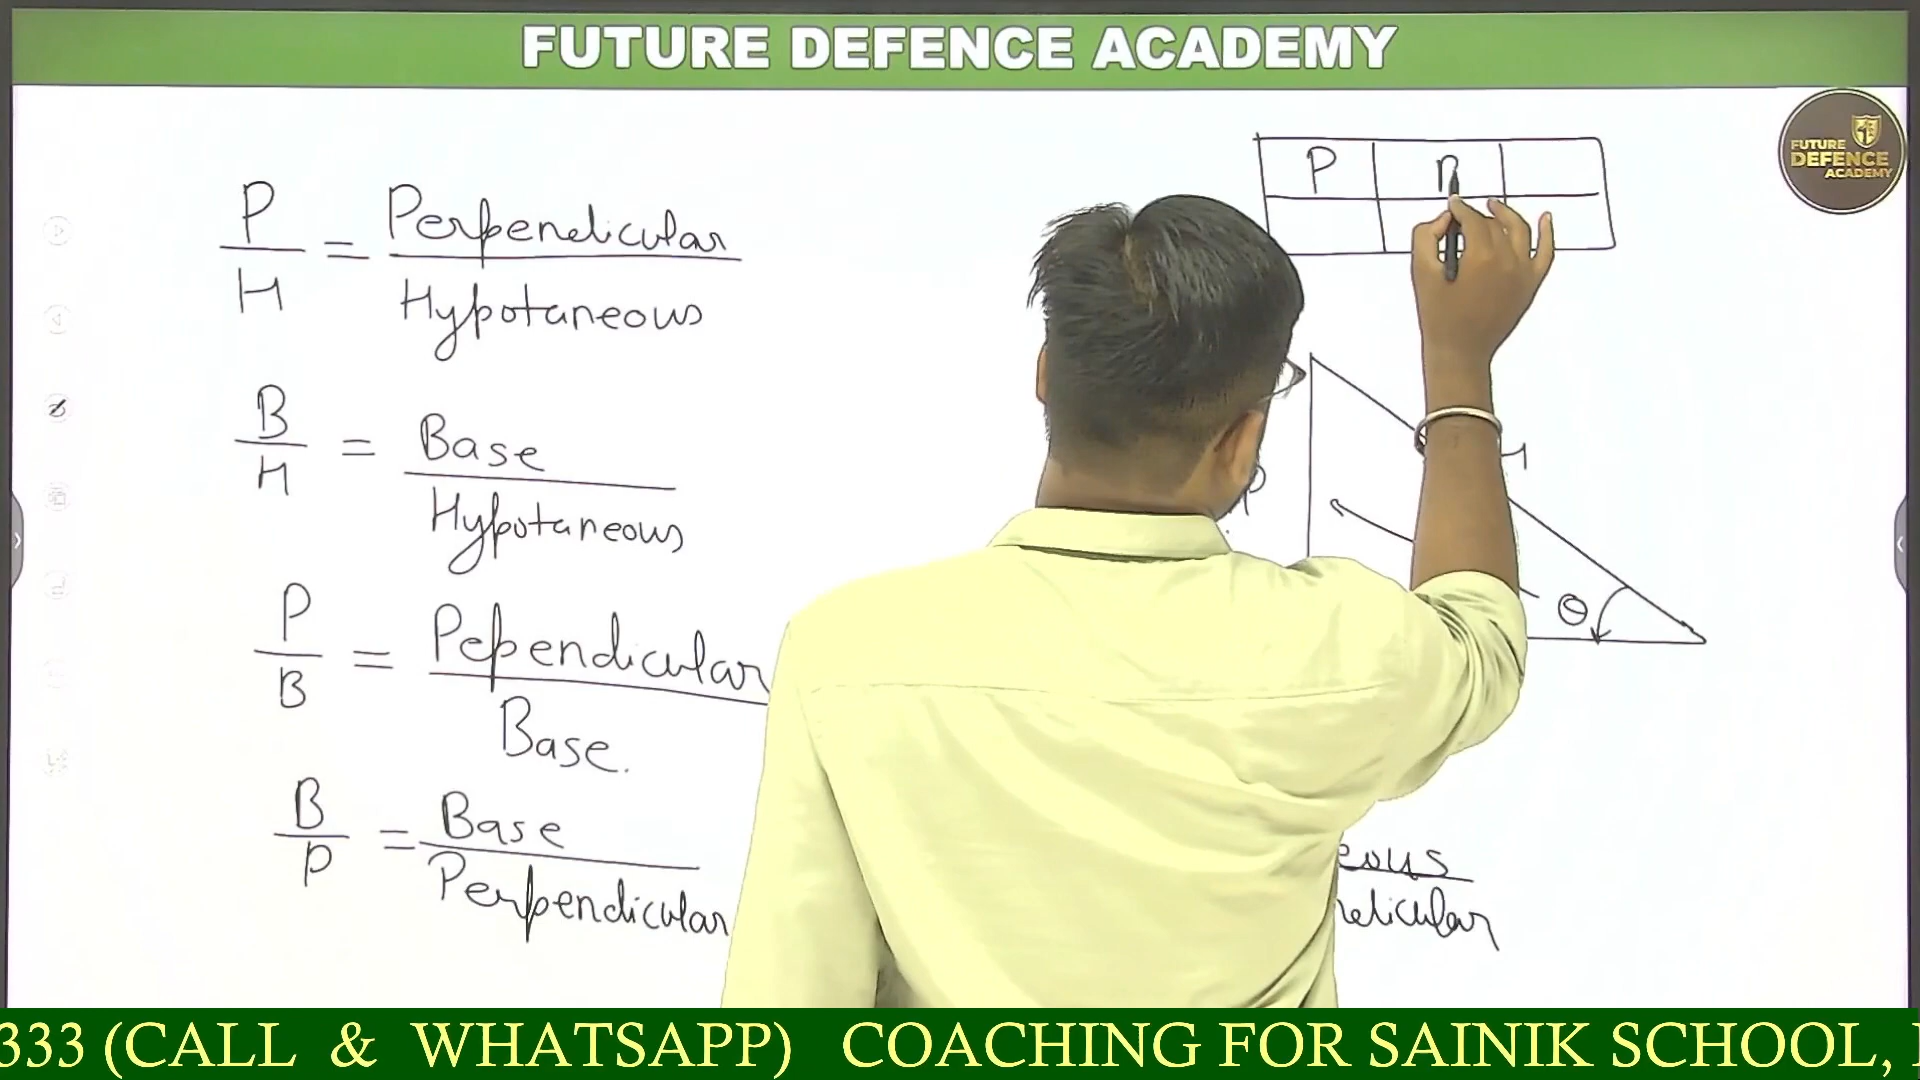 FUTURE DEFENCE ACADEMY
FUTURE
DEFENCE
ACADEMY
P
P/H = Perpendicular/Hypotaneous
B/H = Base/Hypotaneous
P/B = Pependicular/Base.
B/P = Base/Perpendicular
P
H
θ
eous
dicular
333 (CALL & WHATSAPP) COACHING FOR SAINIK SCHOOL,